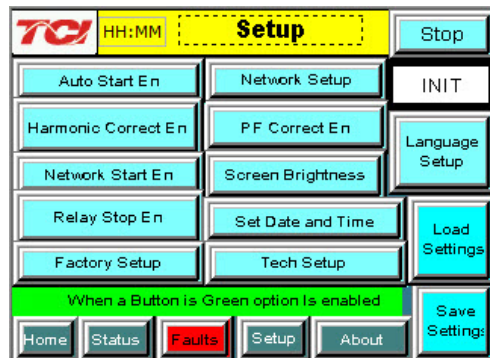 TCI HH:MM Setup Stop
Auto Start En Network Setup INIT
Harmonic Correct En PF Correct En
Language
Setup
Network Start En Screen Brightness
Relay Stop En Set Date and Time
Load
Settings
Factory Setup Tech Setup
When a Button is Green option Is enabled
Save
Settings
Home Status Faults Setup About